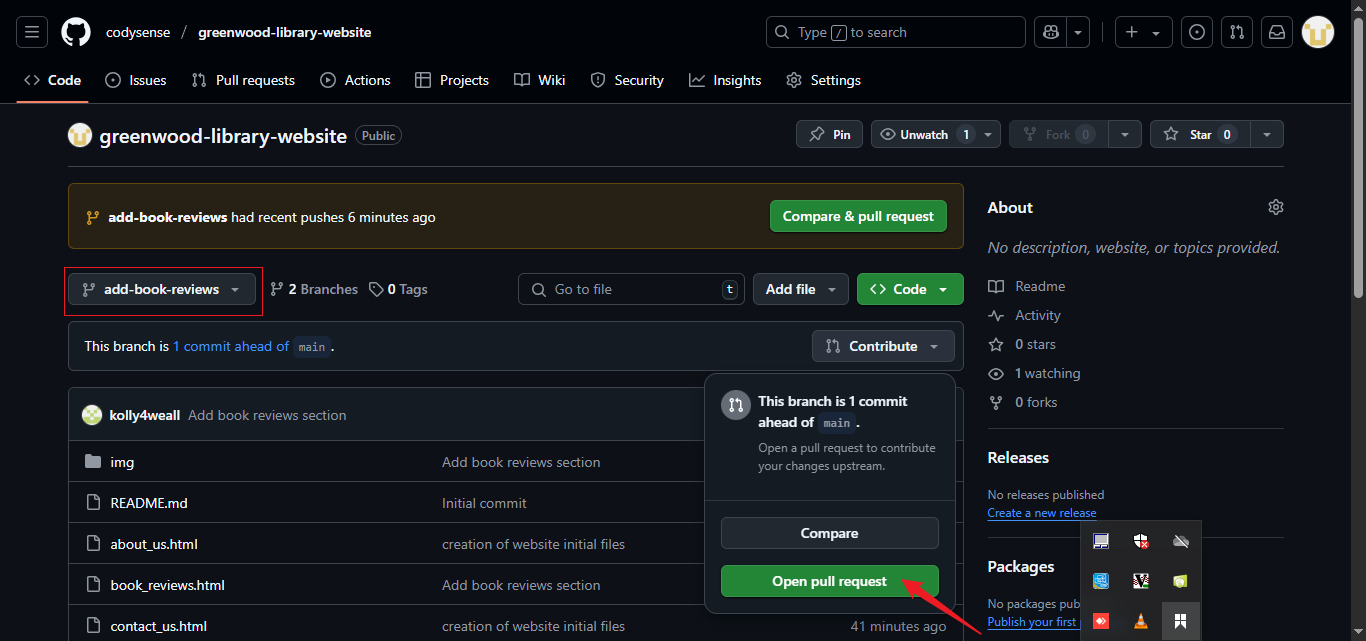 codysense / greenwood-library-website
Type / to search
Code Issues Pull requests Actions Projects Wiki Security Insights Settings
greenwood-library-website Public
Pin Unwatch 1 Fork 0 Star 0
add-book-reviews had recent pushes 6 minutes ago
Compare & pull request
About
No description, website, or topics provided.
add-book-reviews 2 Branches 0 Tags
Go to file t
Add file
Code
Readme
Activity
0 stars
1 watching
0 forks
This branch is 1 commit ahead of main .
Contribute
This branch is 1 commit
ahead of main .
Open a pull request to contribute
your changes upstream.
Compare
Open pull request
kolly4weall Add book reviews section
img Add book reviews section
README.md Initial commit
about_us.html creation of website initial files
book_reviews.html Add book reviews section
contact_us.html creation of website initial files 41 minutes ago
Releases
No releases published
Create a new release
Packages
No packages pub
Publish your first